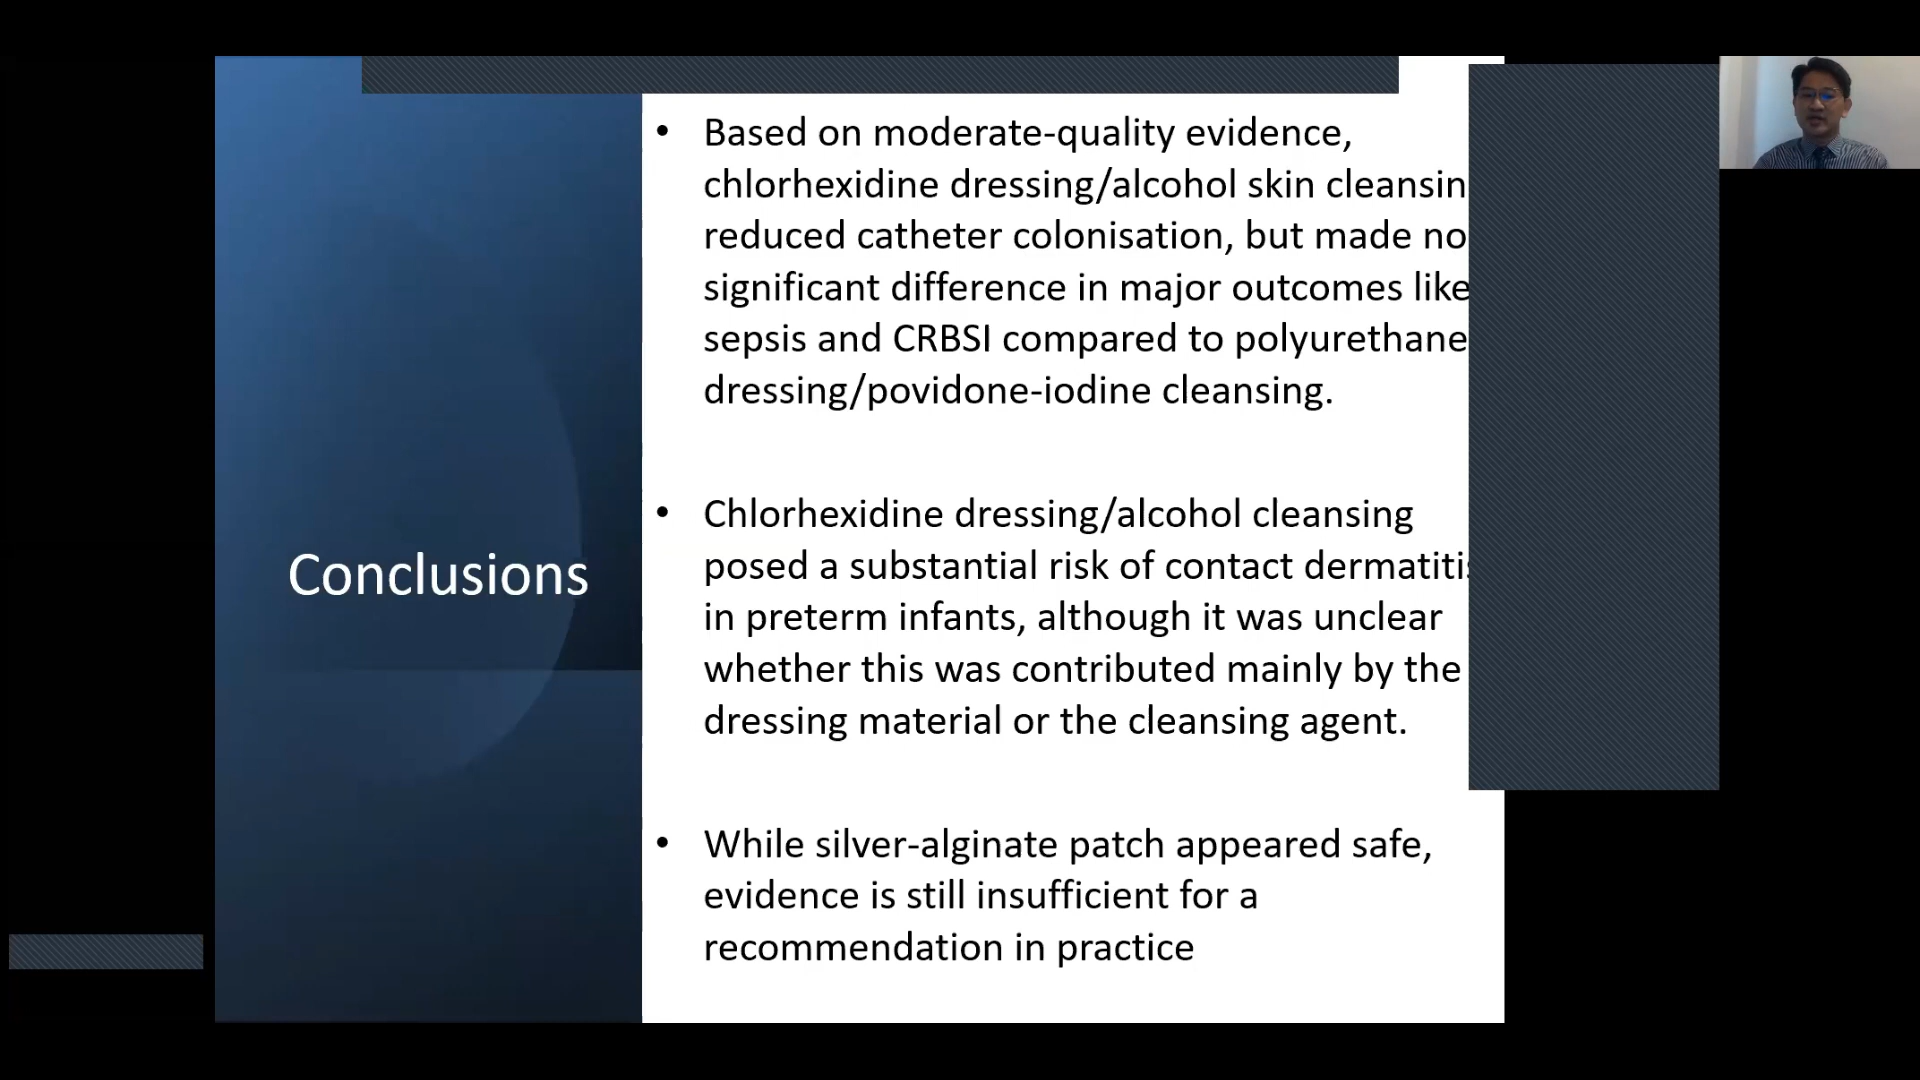 Conclusions
• Based on moderate-quality evidence,
chlorhexidine dressing/alcohol skin cleansin
reduced catheter colonisation, but made no
significant difference in major outcomes like
sepsis and CRBSI compared to polyurethane
dressing/povidone-iodine cleansing.
• Chlorhexidine dressing/alcohol cleansing
posed a substantial risk of contact dermatitis
in preterm infants, although it was unclear
whether this was contributed mainly by the
dressing material or the cleansing agent.
• While silver-alginate patch appeared safe,
evidence is still insufficient for a
recommendation in practice